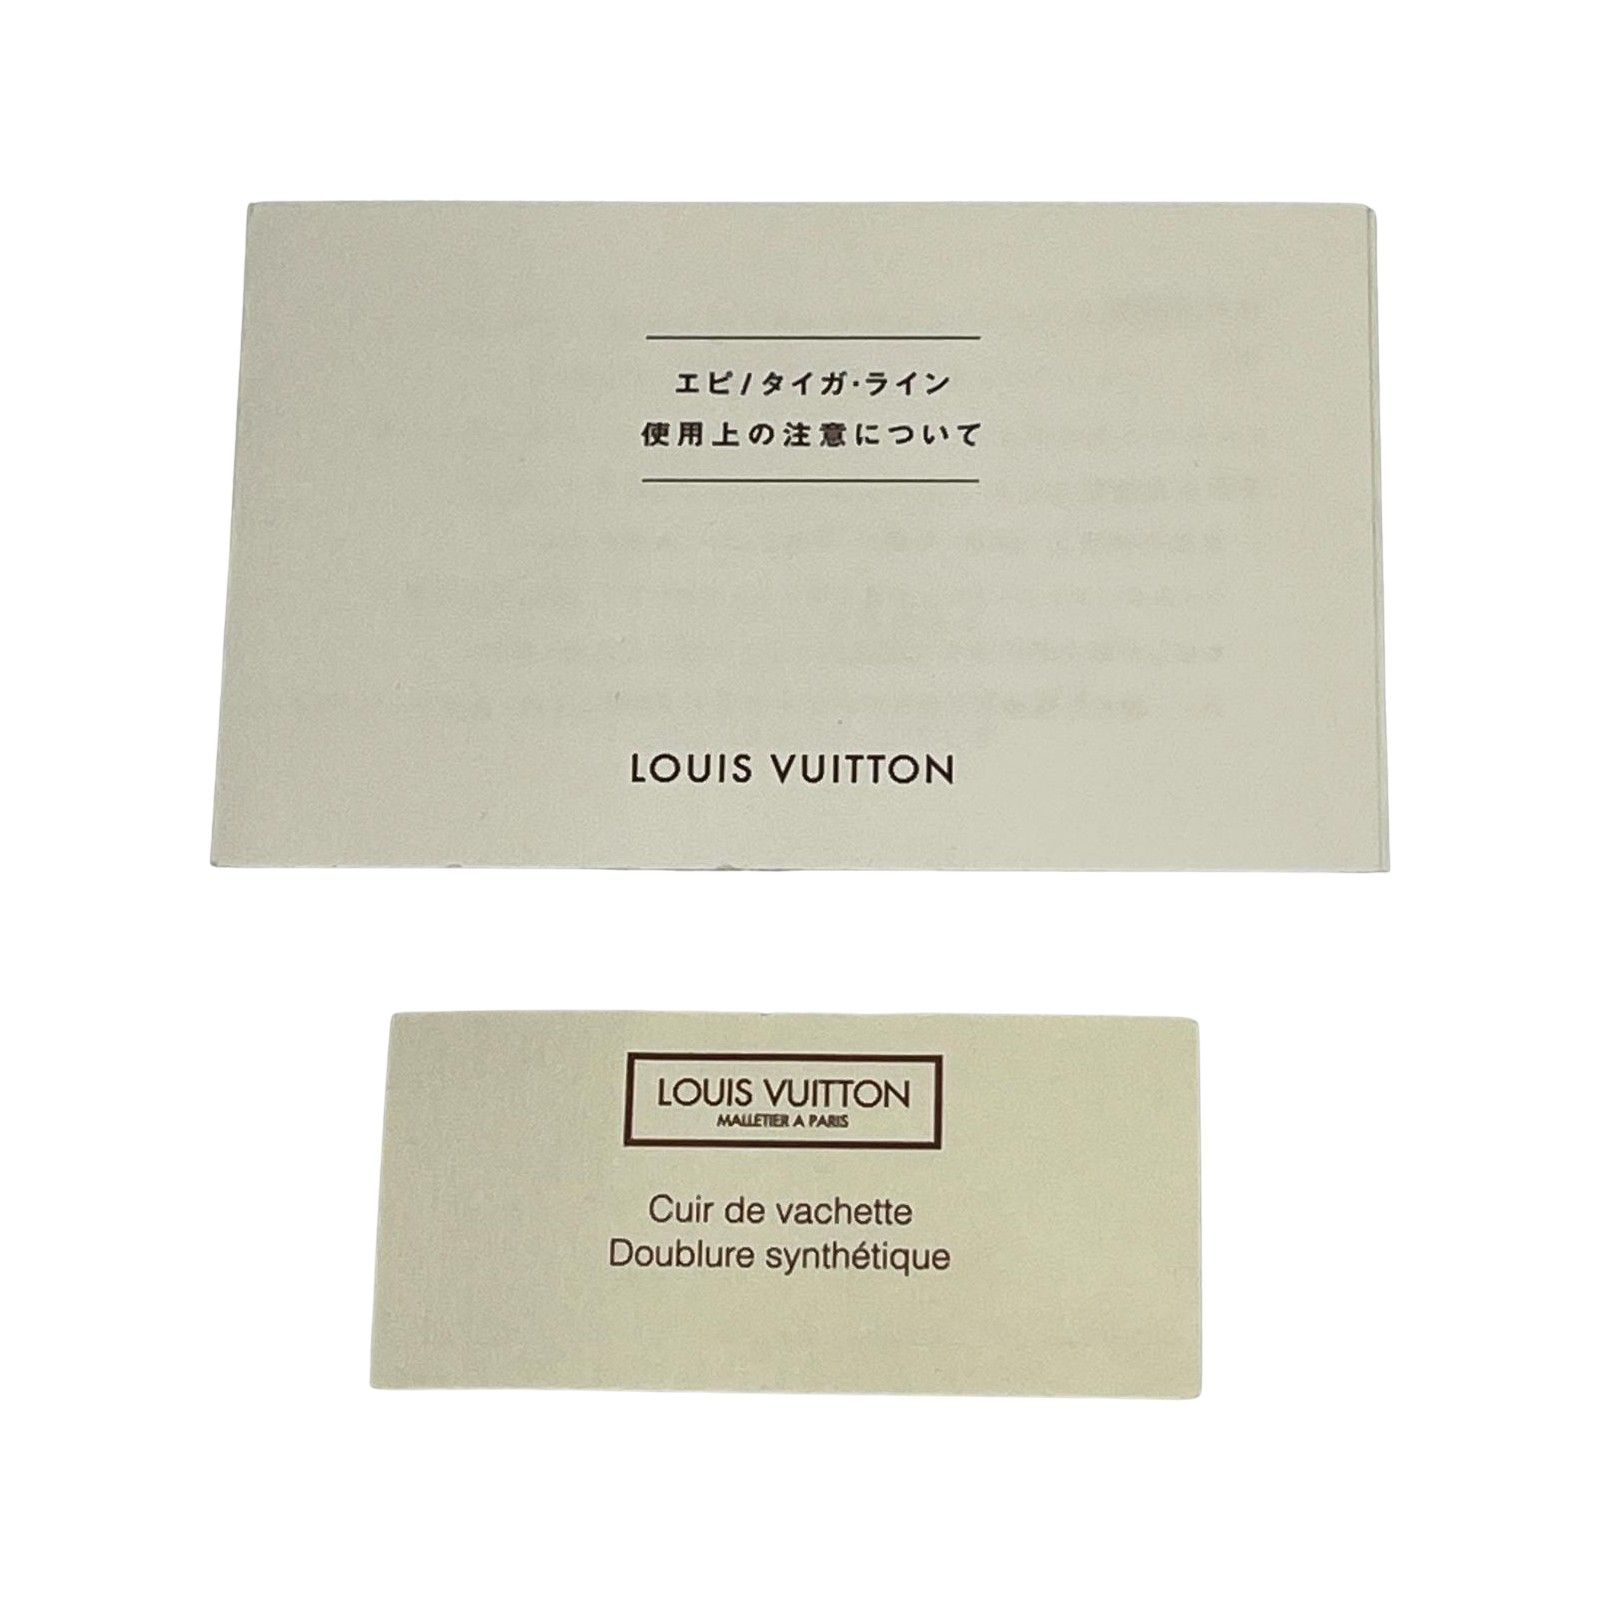 エピ/タイガ・ライン
使用上の注意について
LOUIS VUITTON
LOUIS VUITTON
MALLETIER A PARIS
Cuir de vachette
Doublure synthétique